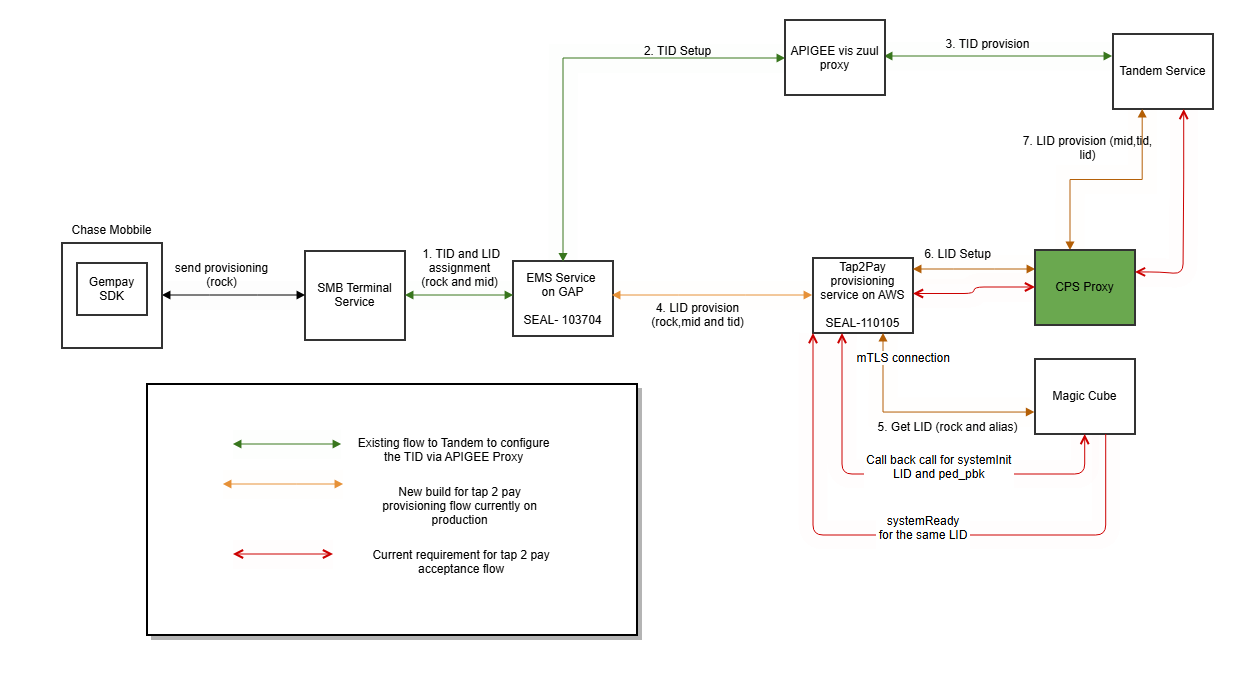 2. TID Setup
APIGEE vis zuul
proxy
3. TID provision
Tandem Service
7. LID provision (mid,tid,
lid)
Chase Mobbile
Gempay
SDK
send provisioning
(rock)
SMB Terminal
Service
1. TID and LID
assignment
(rock and mid)
EMS Service
on GAP
SEAL- 103704
4. LID provision
(rock,mid and tid)
Tap2Pay
provisioning
service on AWS
SEAL-110105
6. LID Setup
CPS Proxy
mTLS connection
Magic Cube
5. Get LID (rock and alias)
Call back call for systemInit
LID and ped_pbk
systemReady
for the same LID
Existing flow to Tandem to configure
the TID via APIGEE Proxy
New build for tap 2 pay
provisioning flow currently on
production
Current requirement for tap 2 pay
acceptance flow